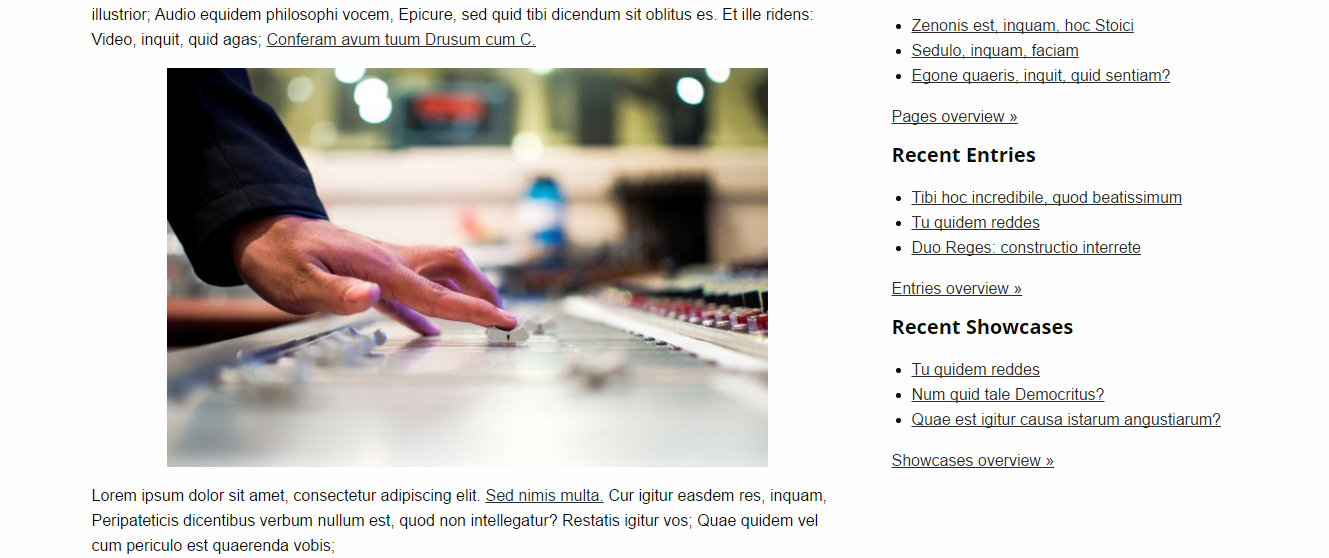 illustrior; Audio equidem philosophi vocem, Epicure, sed quid tibi dicendum sit oblitus es. Et ille ridens:
Video, inquit, quid agas; Conferam avum tuum Drusum cum C.
Lorem ipsum dolor sit amet, consectetur adipiscing elit. Sed nimis multa. Cur igitur easdem res, inquam,
Peripateticis dicentibus verbum nullum est, quod non intellegatur? Restatis igitur vos; Quae quidem vel
cum periculo est quaerenda vobis;
Zenonis est, inquam, hoc Stoici
Sedulo, inquam, faciam
Egone quaeris, inquit, quid sentiam?
Pages overview »
Recent Entries
Tibi hoc incredibile, quod beatissimum
Tu quidem reddes
Duo Reges: constructio interrete
Entries overview »
Recent Showcases
Tu quidem reddes
Num quid tale Democritus?
Quae est igitur causa istarum angustiarum?
Showcases overview »